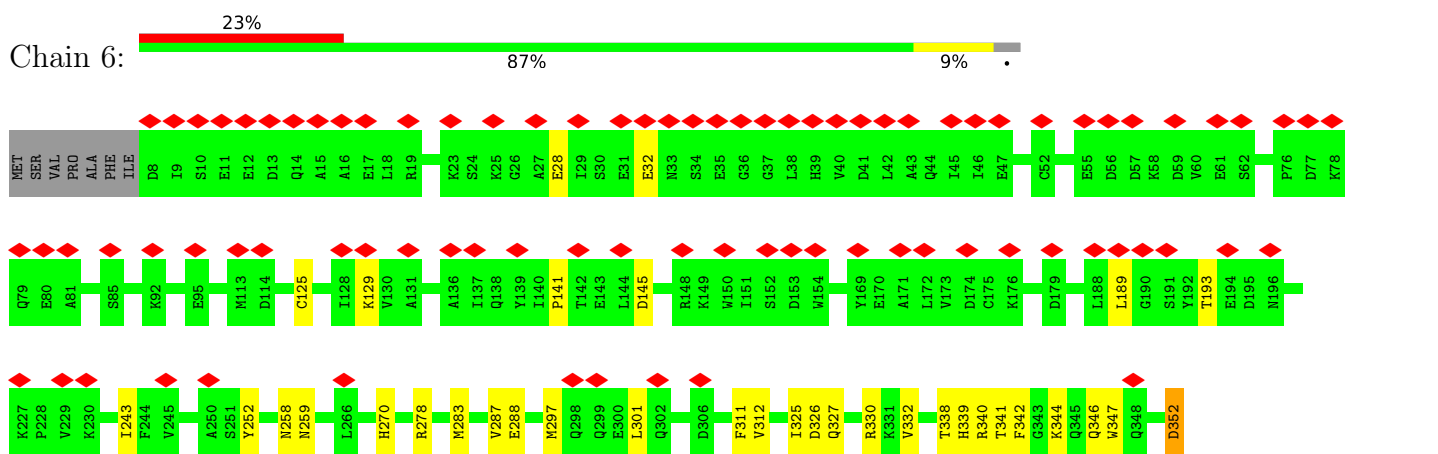 23%
Chain 6:
87% 9% •
MET SER VAL PRO ALA PHE ILE D8 I9 S10 E11 E12 D13 Q14 A15 A16 E17 L18 R19 K23 S24 K25 G26 A27 E28 I29 S30 E31 E32 N33 S34 E35 G36 G37 L38 H39 V40 D41 L42 A43 Q44 I45 I46 E47 C52 E55 D56 D57 K58 D59 V60 E61 S62 P76 D77 K78
Q79 E80 A81 S85 K92 E95 M113 D114 C125 I128 K129 V130 A131 A136 I137 Q138 Y139 I140 P141 T142 E143 L144 D145 R148 K149 W150 I151 S152 D153 W154 Y169 E170 A171 L172 V173 D174 C175 K176 D179 L188 L189 G190 S191 Y192 T193 E194 D195 N196
K227 P228 V229 K230 I243 F244 V245 A250 S251 Y252 N258 N259 L266 H270 R278 M283 V287 E288 M297 Q298 Q299 E300 L301 Q302 D306 F311 V312 I325 D326 Q327 R330 K331 V332 T338 H339 R340 T341 F342 G343 K344 Q345 Q346 W347 Q348 D352